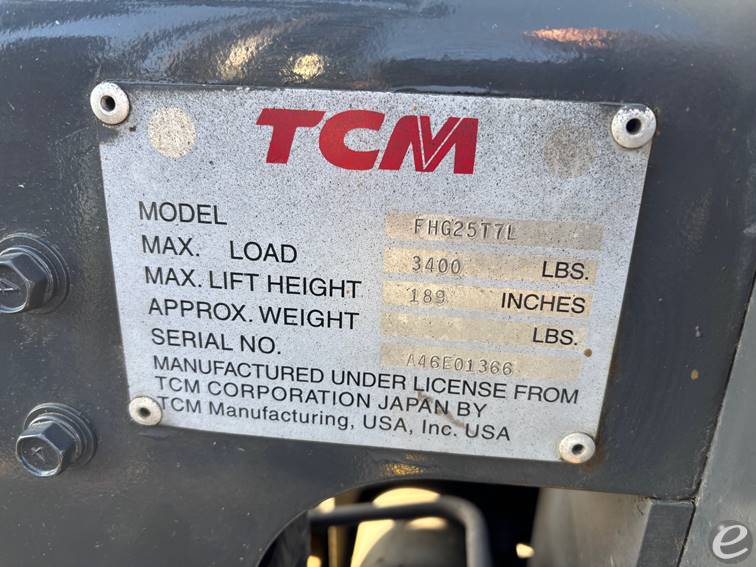 TCM
MODEL FHG25T7L
MAX. LOAD 3400 LBS.
MAX. LIFT HEIGHT 189 INCHES
APPROX. WEIGHT LBS.
SERIAL NO. A46E01366
MANUFACTURED UNDER LICENSE FROM
TCM CORPORATION JAPAN BY
TCM Manufacturing, USA, Inc. USA
e